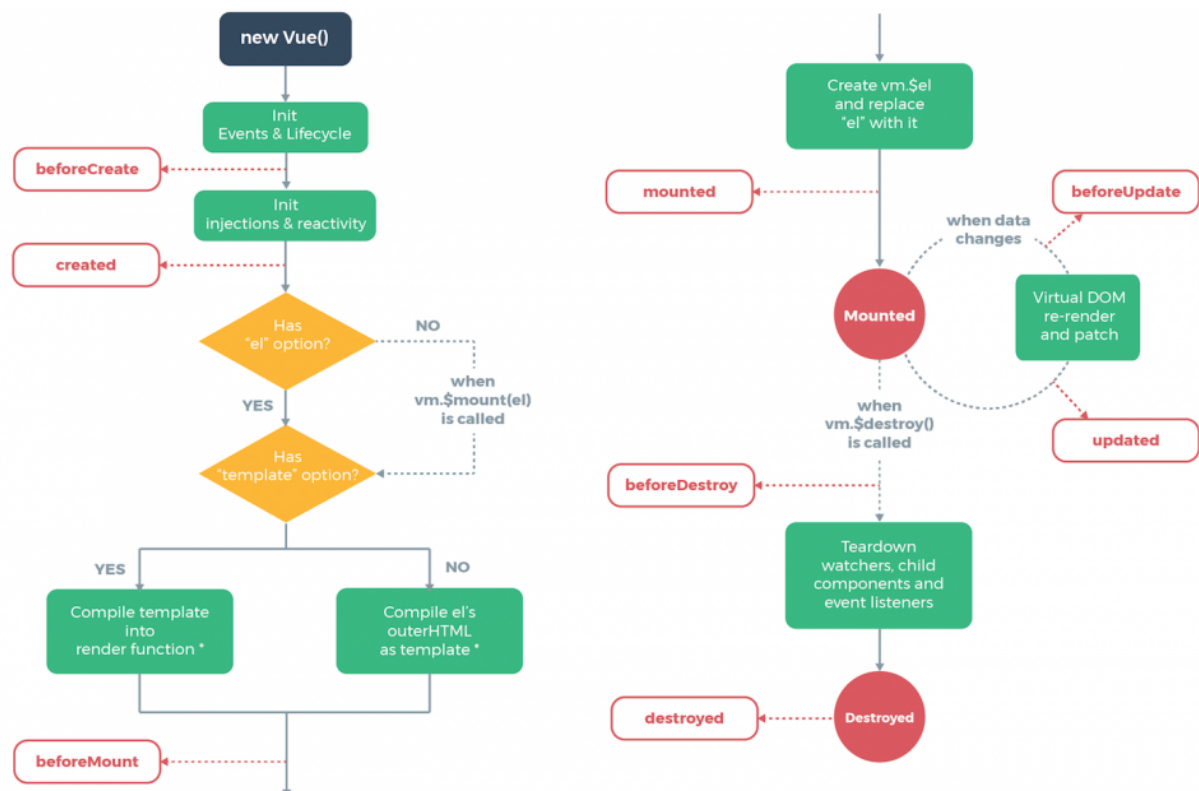 new Vue()
Init
Events & Lifecycle
beforeCreate
Init
injections & reactivity
created
Has
“el” option?
NO
when
vm.$mount(el)
is called
YES
Has
“template” option?
YES
NO
Compile template
into
render function *
Compile el’s
outerHTML
as template *
beforeMount
Create vm.$el
and replace
“el” with it
mounted
beforeUpdate
when data
changes
Mounted
Virtual DOM
re-render
and patch
when
vm.$destroy()
is called
updated
beforeDestroy
Teardown
watchers, child
components and
event listeners
destroyed
Destroyed